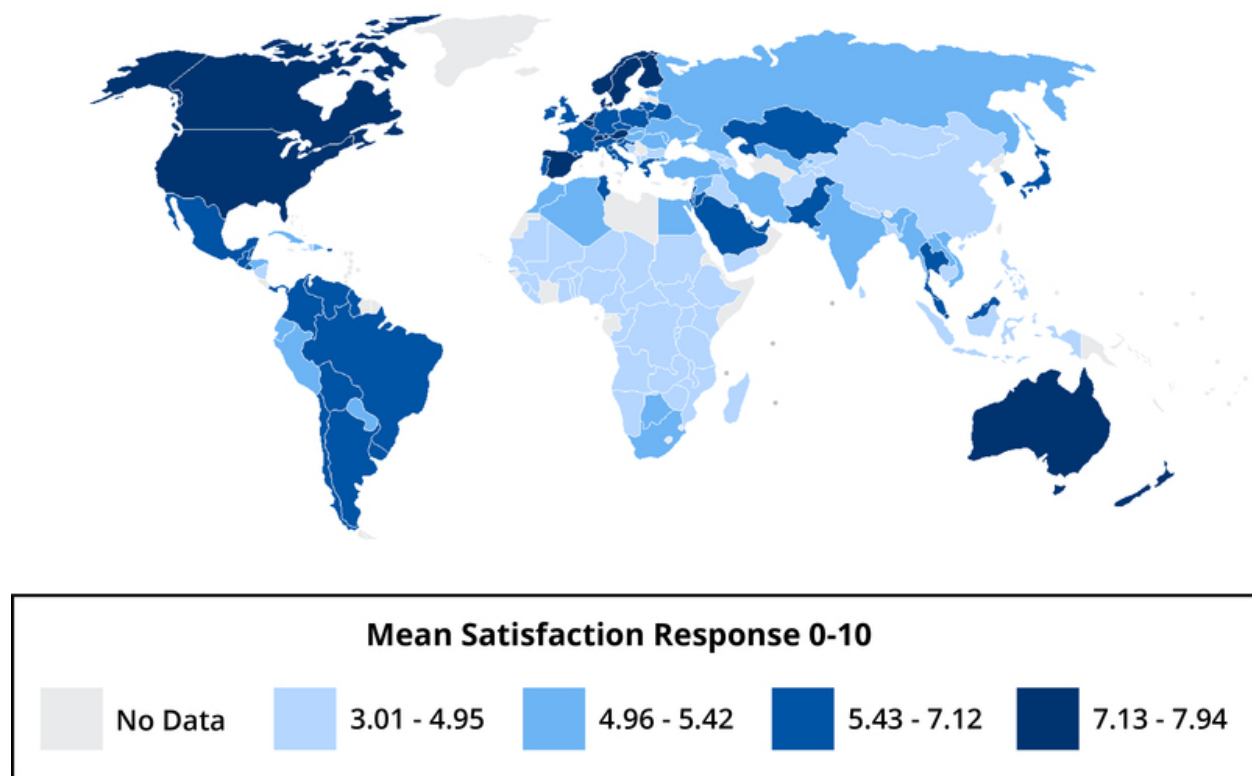 Mean Satisfaction Response 0-10
No Data
3.01 - 4.95
4.96 - 5.42
5.43 - 7.12
7.13 - 7.94